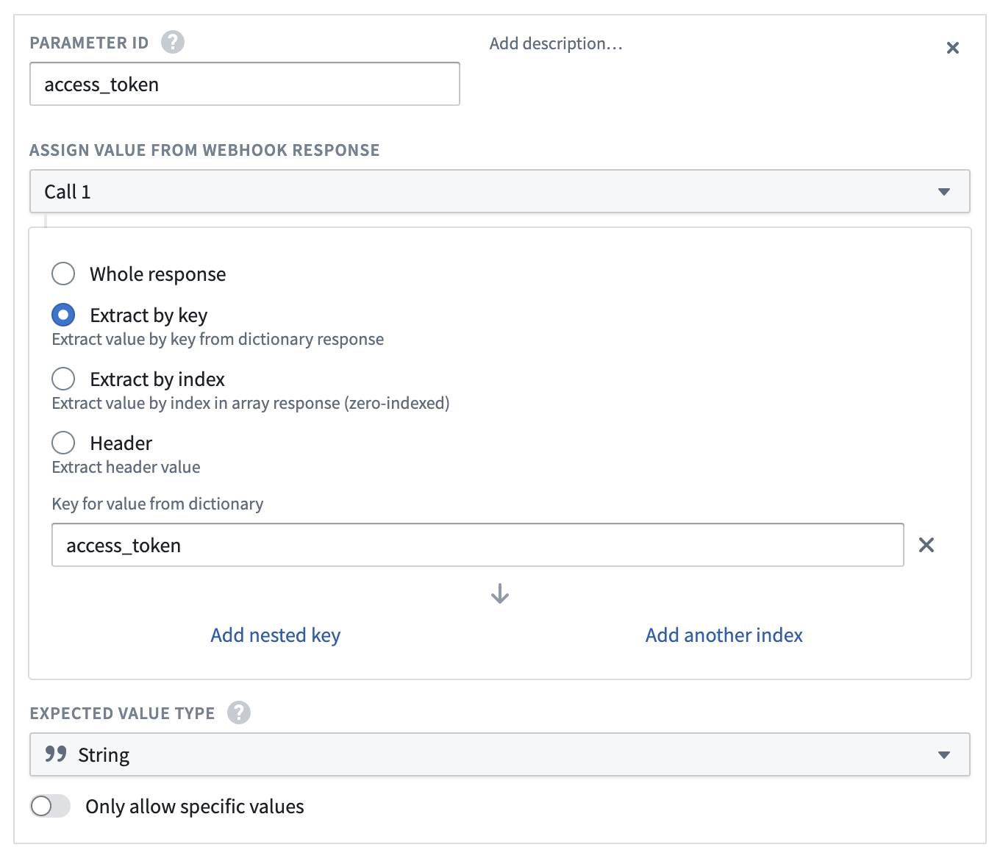 PARAMETER ID ?
Add description…
access_token
ASSIGN VALUE FROM WEBHOOK RESPONSE
Call 1
Whole response
Extract by key
Extract value by key from dictionary response
Extract by index
Extract value by index in array response (zero-indexed)
Header
Extract header value
Key for value from dictionary
access_token
Add nested key
Add another index
EXPECTED VALUE TYPE ?
String
Only allow specific values